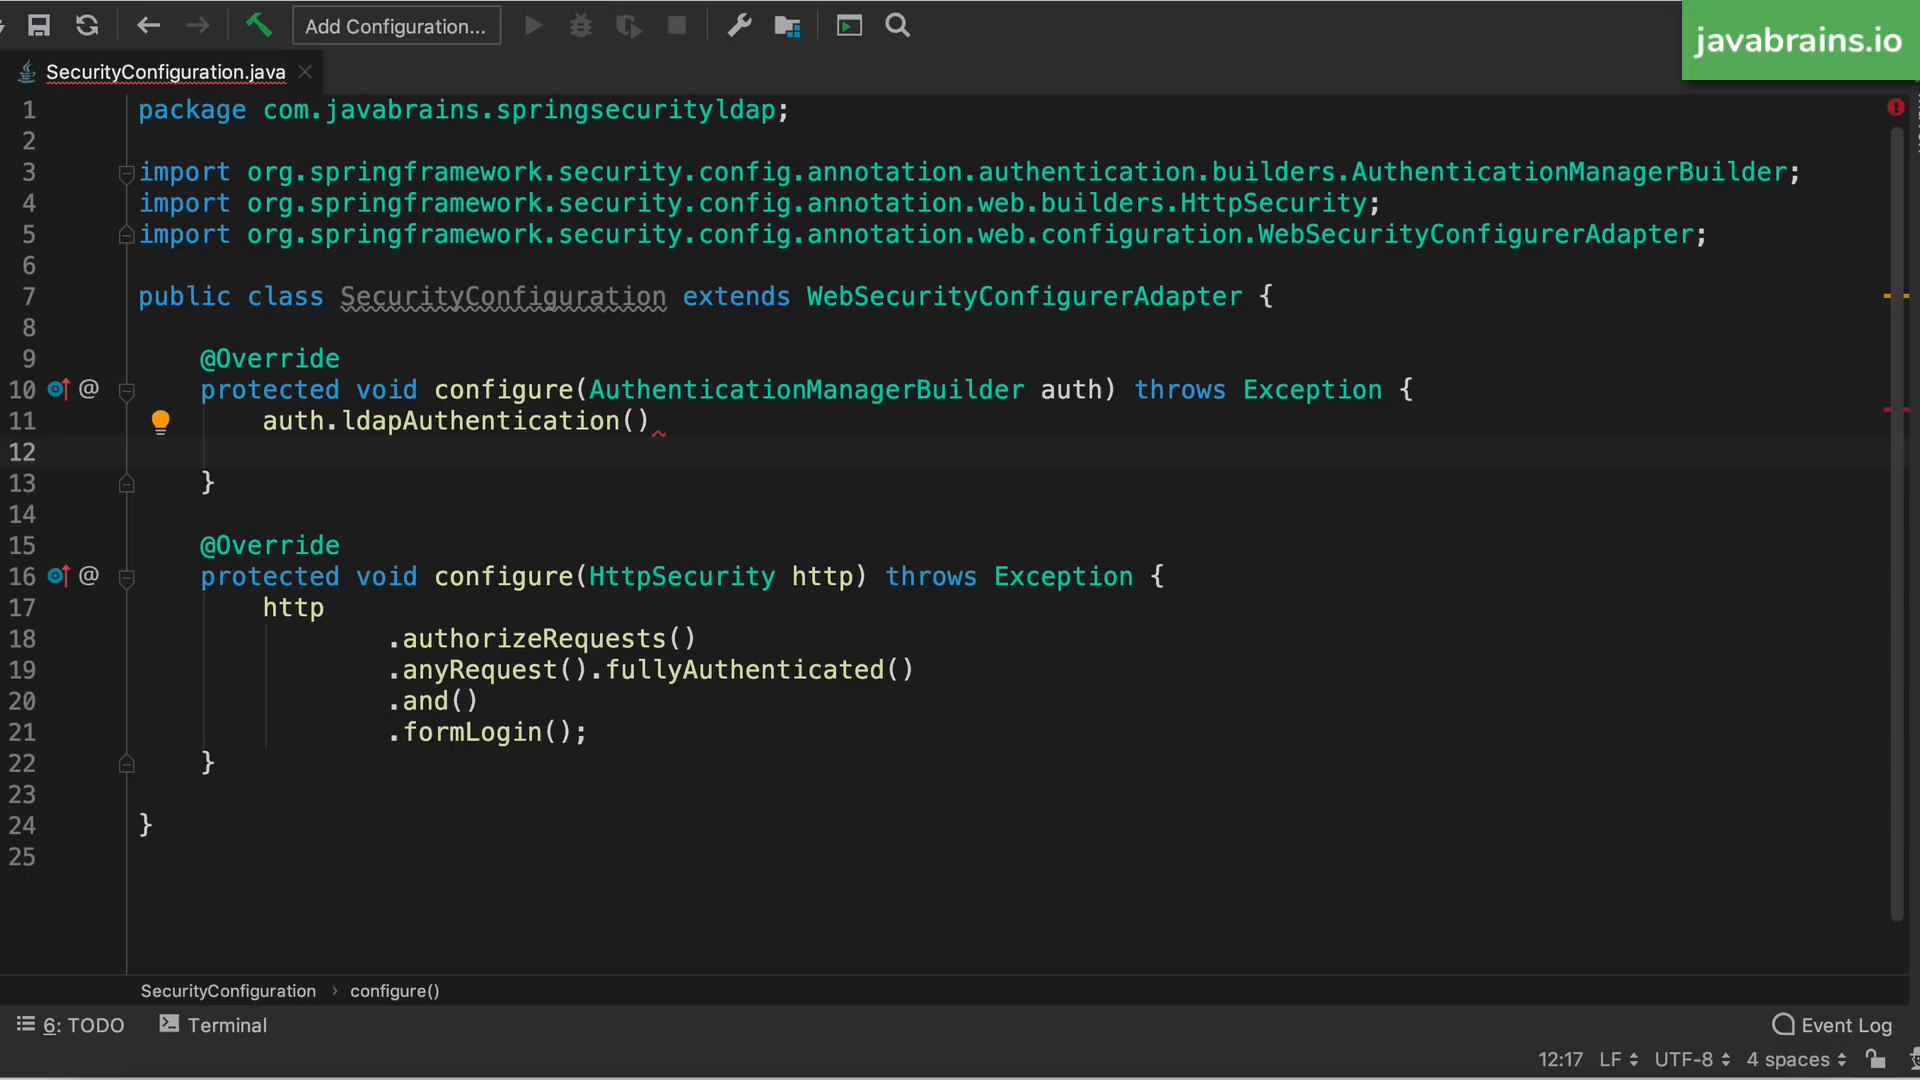 Add Configuration...
javabrains.io
SecurityConfiguration.java
1 package com.javabrains.springsecurityldap;
2
3 import org.springframework.security.config.annotation.authentication.builders.AuthenticationManagerBuilder;
4 import org.springframework.security.config.annotation.web.builders.HttpSecurity;
5 import org.springframework.security.config.annotation.web.configuration.WebSecurityConfigurerAdapter;
6
7 public class SecurityConfiguration extends WebSecurityConfigurerAdapter {
8
9 @Override
10 @ protected void configure(AuthenticationManagerBuilder auth) throws Exception {
11 auth.ldapAuthentication()
12
13 }
14
15 @Override
16 @ protected void configure(HttpSecurity http) throws Exception {
17 http
18 .authorizeRequests()
19 .anyRequest().fullyAuthenticated()
20 .and()
21 .formLogin();
22 }
23
24 }
25
SecurityConfiguration › configure()
6: TODO Terminal Event Log
12:17 LF UTF-8 4 spaces